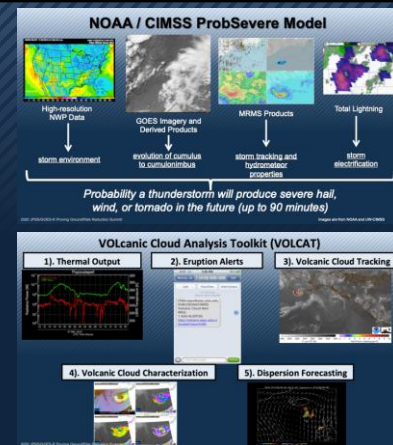 NOAA / CIMSS ProbSevere Model
High-resolution
NWP Data
GOES Imagery and
Derived Products
MRMS Products
Total Lightning
storm environment
evolution of cumulus
to cumulonimbus
storm tracking and
hydrometeor
properties
storm
electrification
Probability a thunderstorm will produce severe hail,
wind, or tornado in the future (up to 90 minutes)
Images are from NOAA and UW-CIMSS
VOLcanic Cloud Analysis Toolkit (VOLCAT)
1). Thermal Output
2). Eruption Alerts
3). Volcanic Cloud Tracking
4). Volcanic Cloud Characterization
5). Dispersion Forecasting